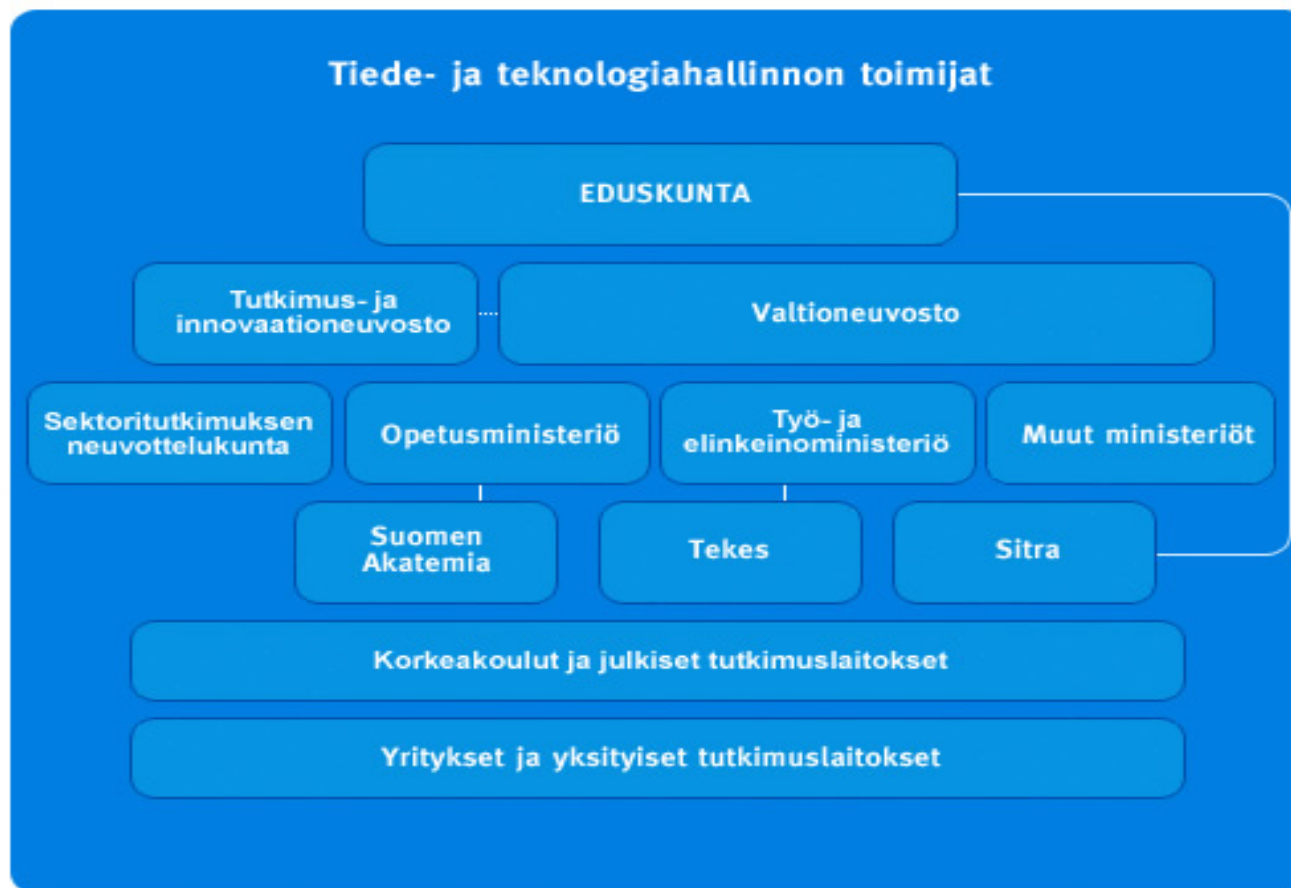 Tiede- ja teknologiahallinnon toimijat
EDUSKUNTA
Tutkimus- ja
innovaationeuvosto
Valtioneuvosto
Sektoritutkimuksen
neuvottelukunta
Opetusministeriö
Työ- ja
elinkeinoministeriö
Muut ministeriöt
Suomen
Akatemia
Tekes
Sitra
Korkeakoulut ja julkiset tutkimuslaitokset
Yritykset ja yksityiset tutkimuslaitokset